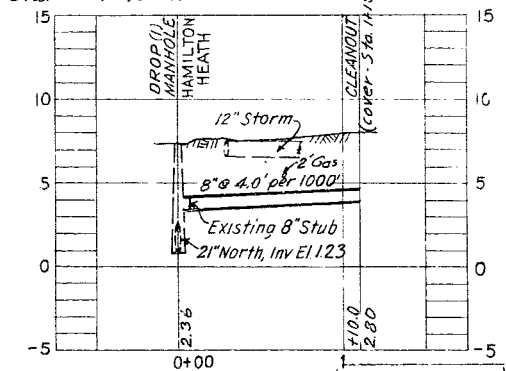 15
15
DROP(1)
MANHOLE
HAMILTON
HEATH
CLEANOUT
10
10
12" Storm
2" Gas
8" @ 4.0' per 1000'
5
5
Existing 8" Stub
21" North, Inv El. 1.23
0
0
2.36
+10.0
2.80
-5
-5
0+00
1